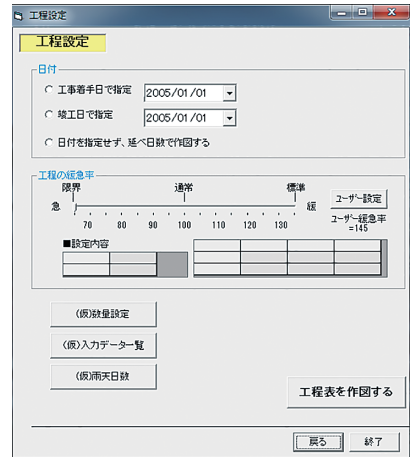 工程設定
工程設定
日付
工事着手日で指定 2005/01/01
竣工日で指定 2005/01/01
日付を指定せず、延べ日数で作図する
工程の緩急率
限界 通常 標準
急 緩 ユーザー設定
70 80 90 100 110 120 130
ユーザー緩急率
=145
■設定内容
(仮)数量設定
(仮)入力データ一覧
(仮)雨天日数
工程表を作図する
戻る 終了